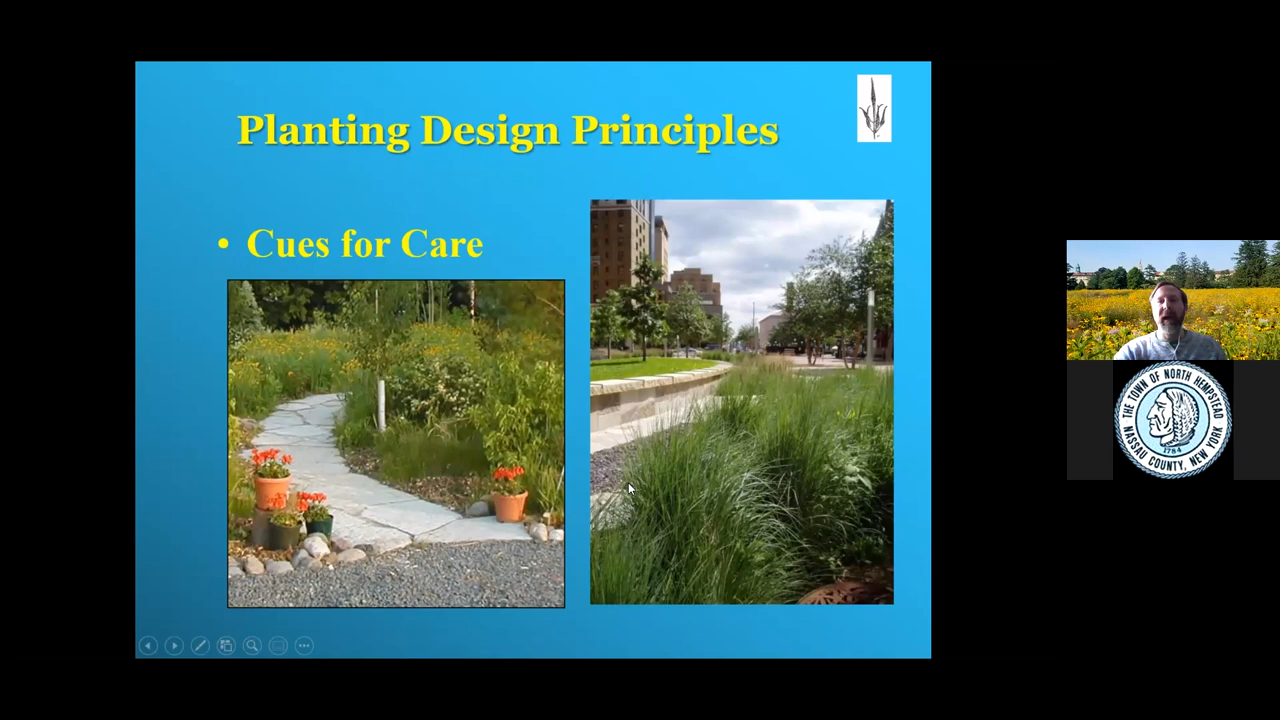 Planting Design Principles
• Cues for Care
THE TOWN OF NORTH HEMPSTEAD
1784
NASSAU COUNTY, NEW YORK